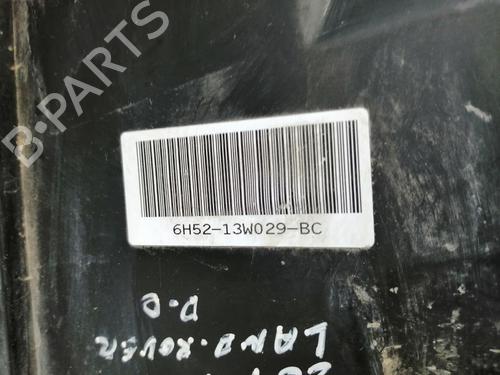 B-PARTS
6H52-13W029-BC
D.O
LAND-ROVER